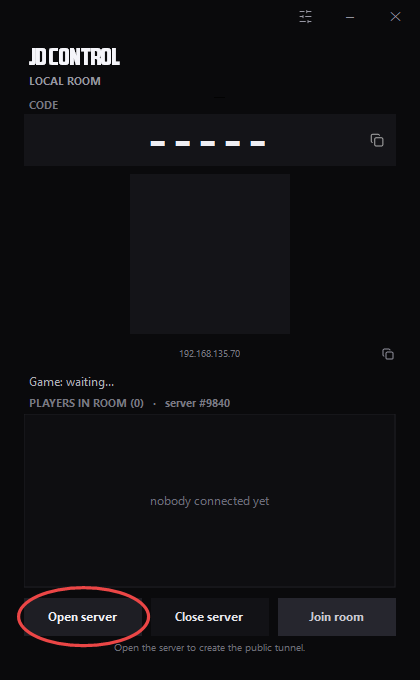 JD CONTROL
LOCAL ROOM
CODE
– – – – –
192.168.135.70
Game: waiting...
PLAYERS IN ROOM (0) · server #9840
nobody connected yet
Open server Close server Join room
Open the server to create the public tunnel.